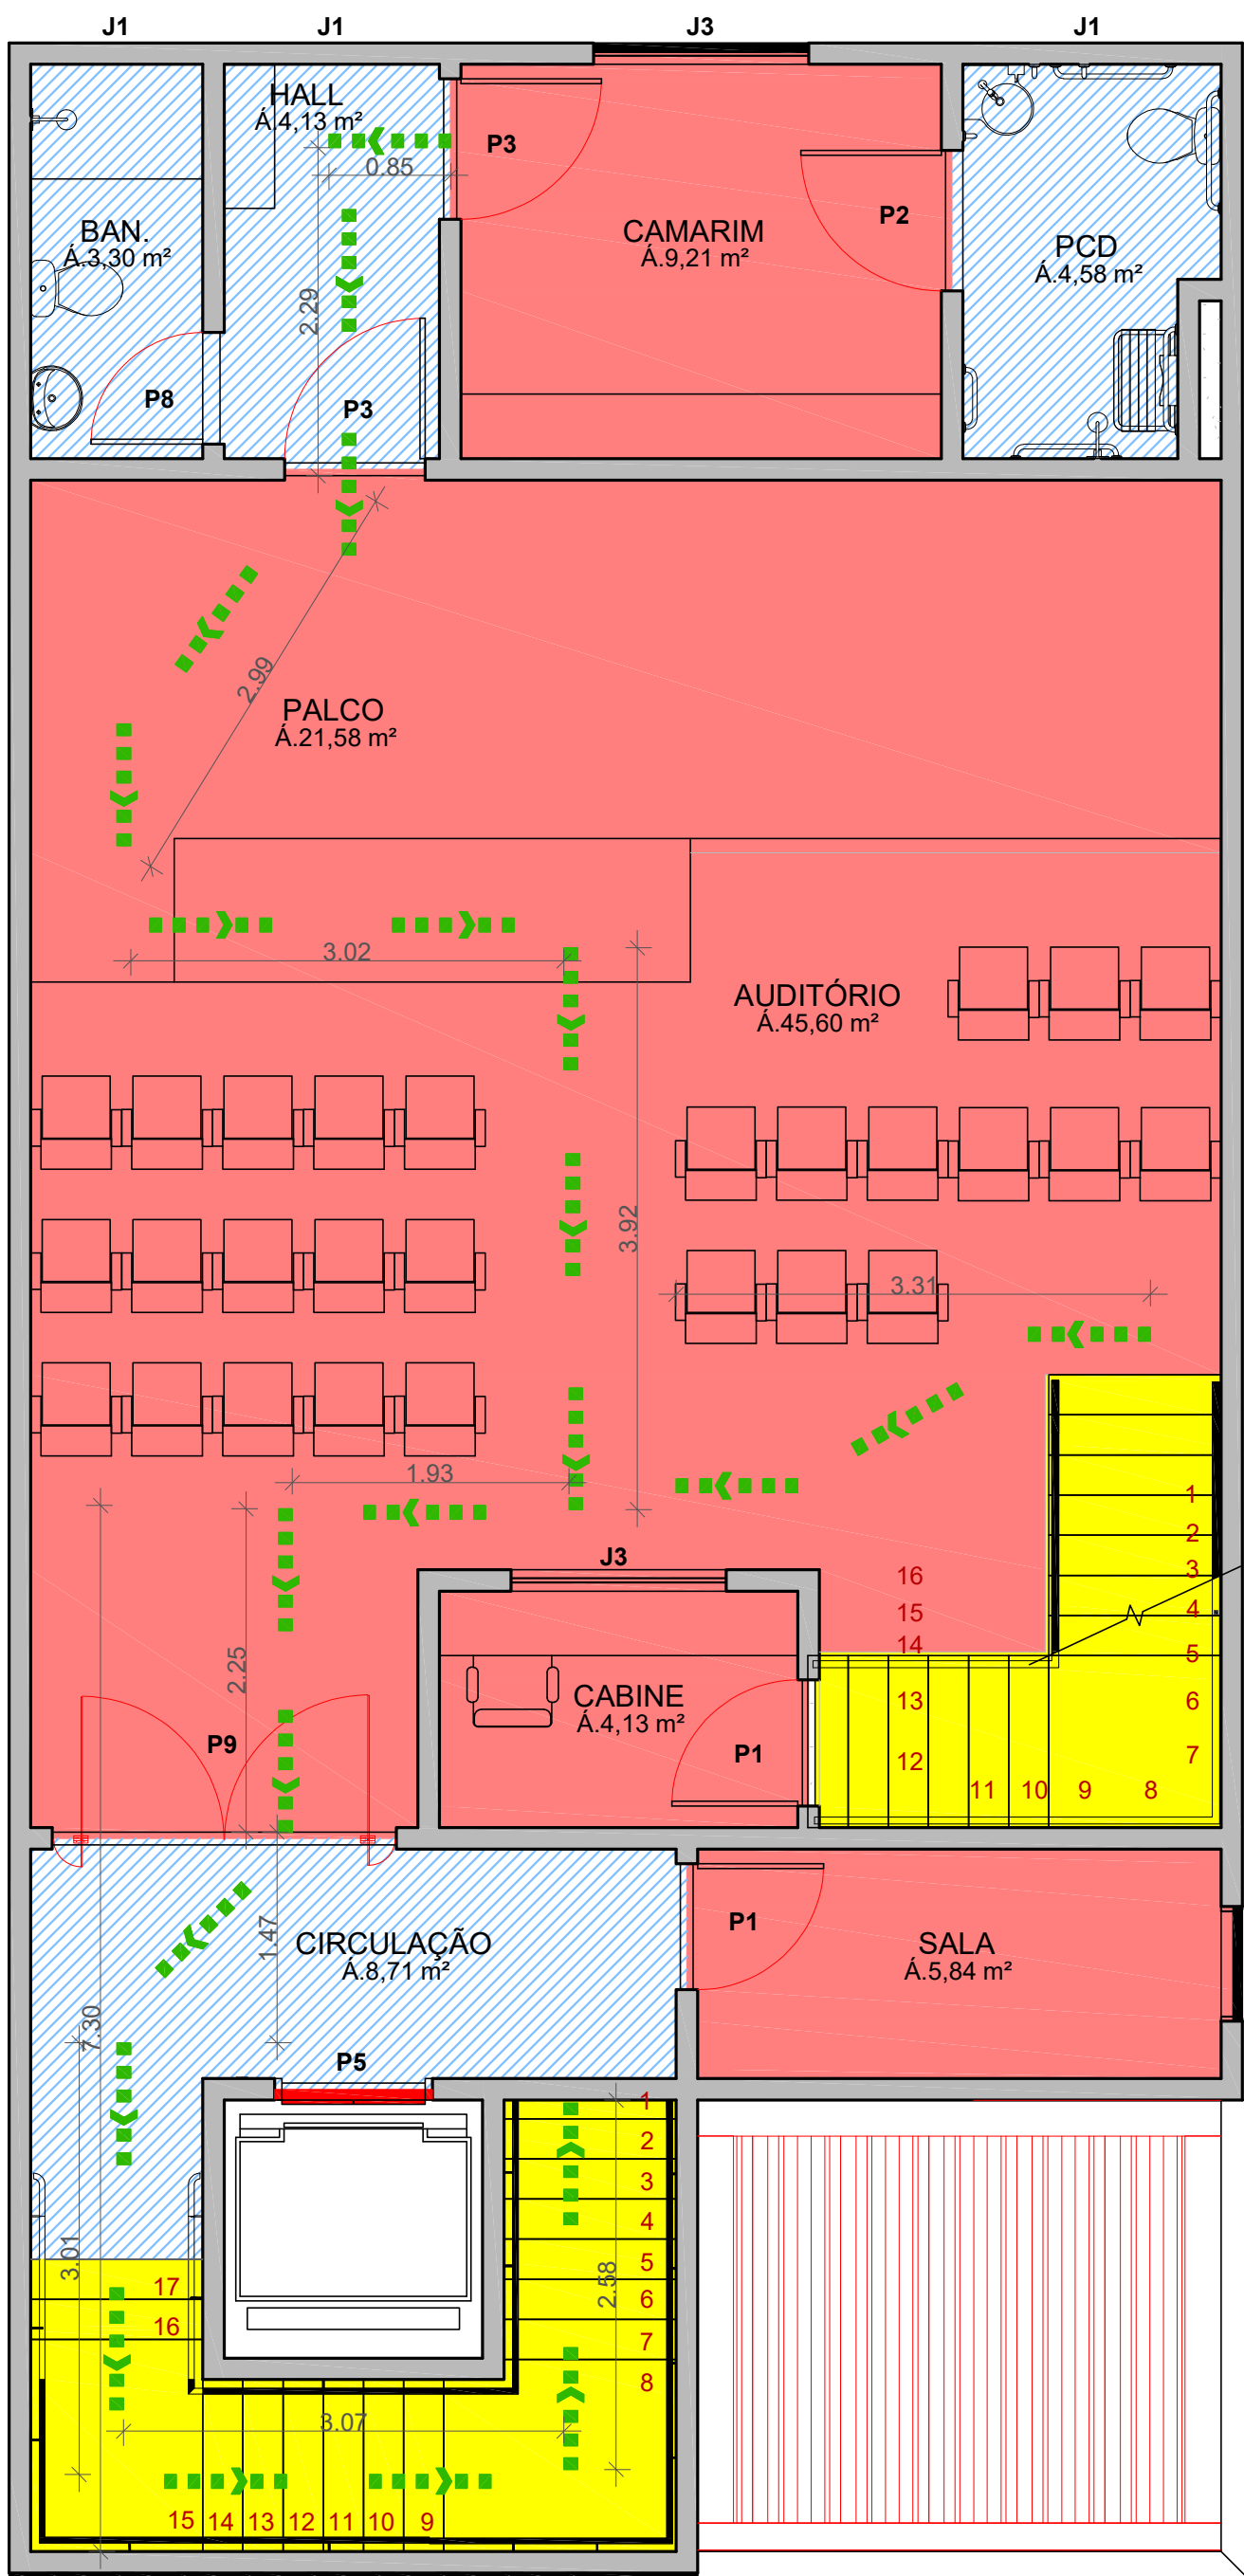 J1
J1
J3
J1
HALL
Á.4,13 m²
P3
0.85
BAN.
Á.3,30 m²
CAMARIM
Á.9,21 m²
P2
PCD
Á.4,58 m²
2.29
P8
P3
2.99
PALCO
Á.21,58 m²
3.02
AUDITÓRIO
Á.45,60 m²
3.92
3.31
1.93
1
2
3
4
5
6
7
8
9
10
11
12
13
14
15
16
J3
2.25
CABINE
Á.4,13 m²
P9
P1
CIRCULAÇÃO
Á.8,71 m²
1.47
P1
SALA
Á.5,84 m²
7.30
P5
3.01
2.58
1
2
3
4
5
6
7
8
17
16
3.07
15 14 13 12 11 10 9